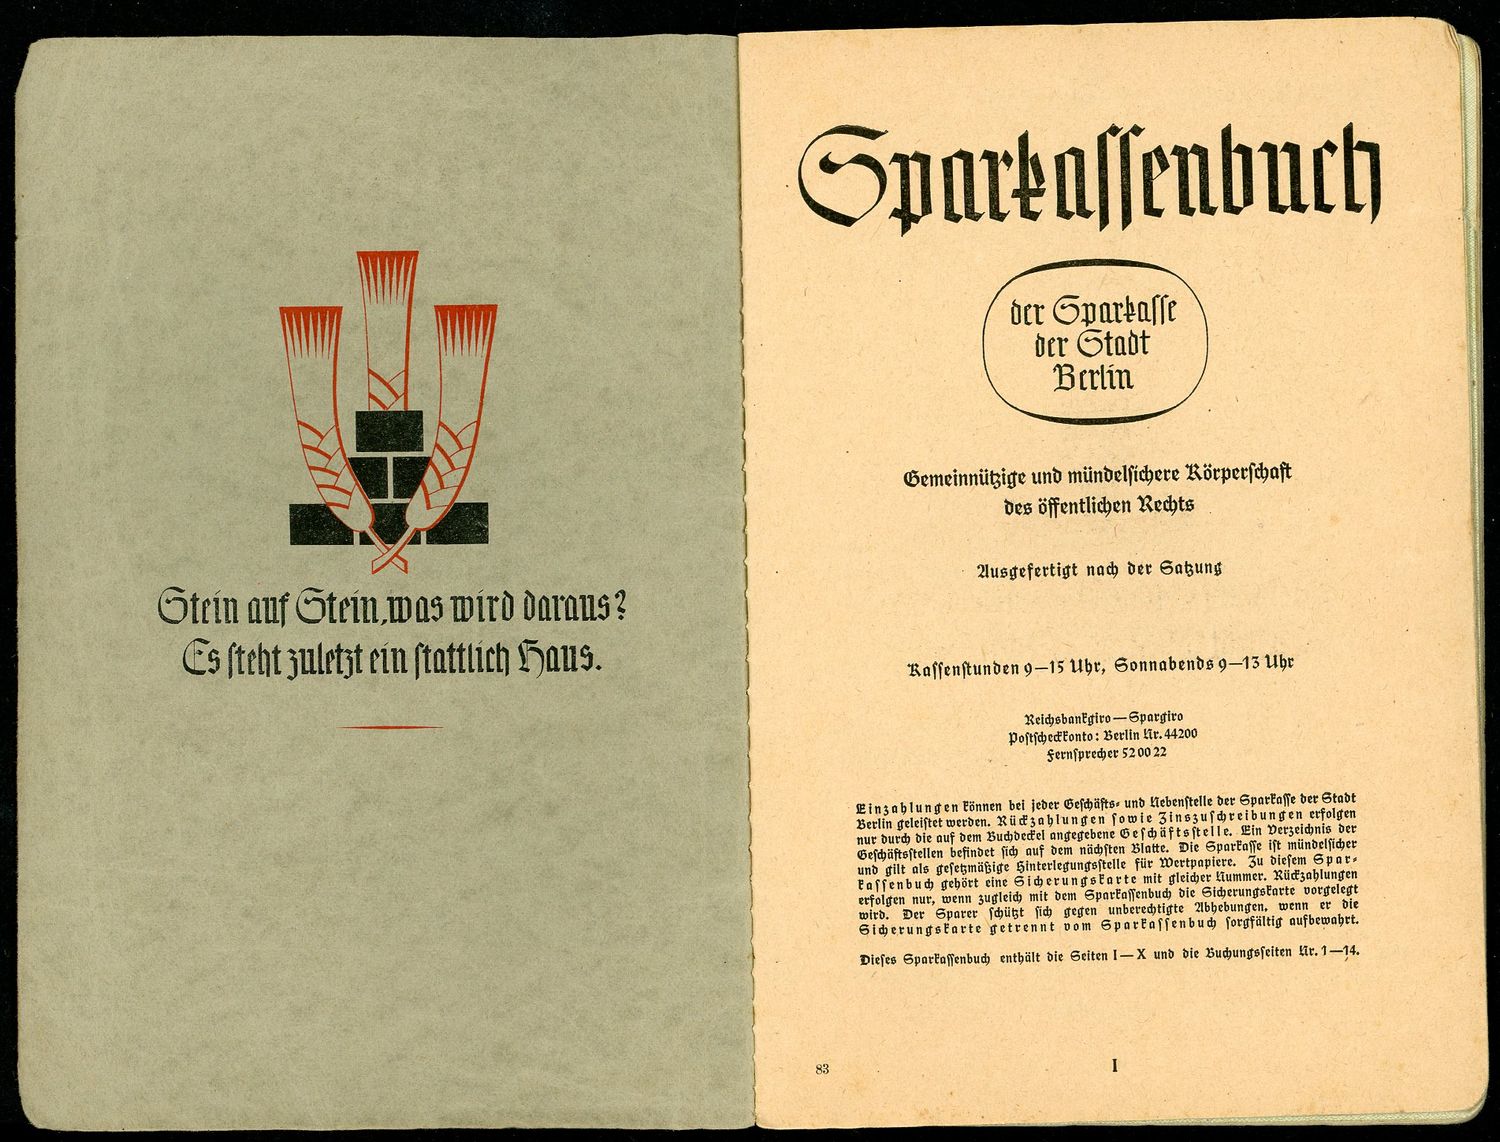 Stein auf Stein, was wird daraus?
Es steht zuletzt ein stattlich Haus.
Sparkassenbuch
der Sparkasse
der Stadt
Berlin
Gemeinnützige und mündelsichere Körperschaft
des öffentlichen Rechts
Ausgefertigt nach der Satzung
Kassenstunden 9—15 Uhr, Sonnabends 9—13 Uhr
Reichsbankgiro — Spargiro
Postscheckkonto: Berlin Nr. 44200
Fernsprecher 52 00 22
Einzahlungen können bei jeder Geschäfts- und Nebenstelle der Sparkasse der Stadt
Berlin geleistet werden. Rückzahlungen sowie Zinszuschreibungen erfolgen
nur durch die auf dem Buchdeckel angegebene Geschäftsstelle. Ein Verzeichnis der
Geschäftsstellen befindet sich auf dem nächsten Blatte. Die Sparkasse ist mündelsicher
und gilt als gesetzmäßige Hinterlegungsstelle für Wertpapiere. Zu diesem Spar-
kassenbuch gehört eine Sicherungskarte mit gleicher Nummer. Rückzahlungen
erfolgen nur, wenn zugleich mit dem Sparkassenbuch die Sicherungskarte vorgelegt
wird. Der Sparer schützt sich gegen unberechtigte Abhebungen, wenn er die
Sicherungskarte getrennt vom Sparkassenbuch sorgfältig aufbewahrt.
Dieses Sparkassenbuch enthält die Seiten I—X und die Buchungsseiten Nr. 1—14.
83
I